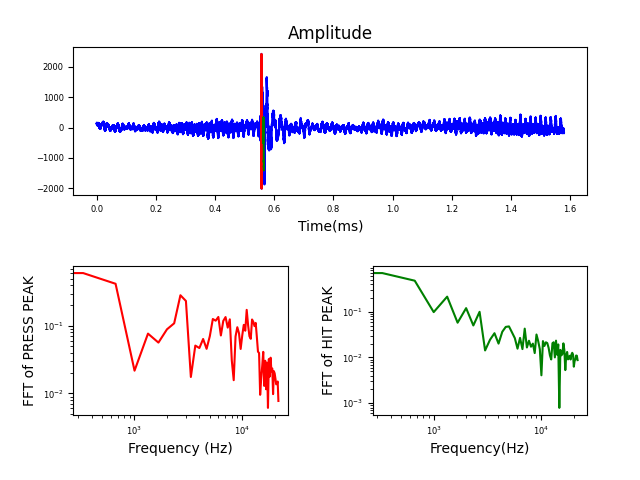 Amplitude
2000
1000
0
−1000
−2000
0.0 0.2 0.4 0.6 0.8 1.0 1.2 1.4 1.6
Time(ms)
FFT of PRESS PEAK
10⁻¹
10⁻²
10³ 10⁴
Frequency (Hz)
FFT of HIT PEAK
10⁻¹
10⁻²
10⁻³
10³ 10⁴
Frequency(Hz)